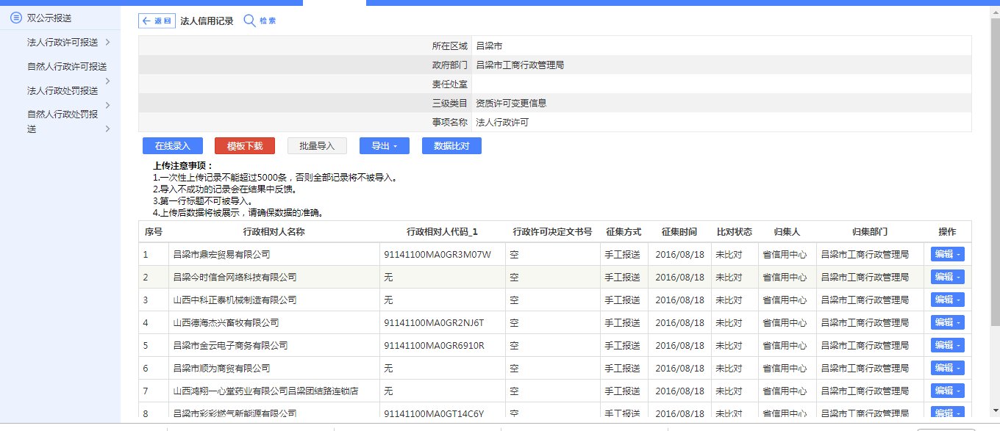 双公示报送
法人行政许可报送
自然人行政许可报送
法人行政处罚报送
自然人行政处罚报
送
返回 法人信用记录 检索
所在区域 吕梁市
政府部门 吕梁市工商行政管理局
责任处室
三级类目 资质许可变更信息
事项名称 法人行政许可
在线录入 模板下载 批量导入 导出 数据比对
上传注意事项：
1.一次性上传记录不能超过5000条，否则全部记录将不被导入。
2.导入不成功的记录会在结果中反馈。
3.第一行标题不可被导入。
4.上传后数据将被展示，请确保数据的准确。
序号 行政相对人名称 行政相对人代码_1 行政许可决定文书号 征集方式 征集时间 比对状态 归集人 归集部门 操作
1 吕梁市鼎宏贸易有限公司 91141100MA0GR3M07W 空 手工报送 2016/08/18 未比对 省信用中心 吕梁市工商行政管理局 编辑
2 吕梁今时信合网络科技有限公司 无 空 手工报送 2016/08/18 未比对 省信用中心 吕梁市工商行政管理局 编辑
3 山西中科正泰机械制造有限公司 无 空 手工报送 2016/08/18 未比对 省信用中心 吕梁市工商行政管理局 编辑
4 山西德海杰兴畜牧有限公司 91141100MA0GR2NJ6T 空 手工报送 2016/08/18 未比对 省信用中心 吕梁市工商行政管理局 编辑
5 吕梁市金云电子商务有限公司 91141100MA0GR6910R 空 手工报送 2016/08/18 未比对 省信用中心 吕梁市工商行政管理局 编辑
6 吕梁市顺为商贸有限公司 无 空 手工报送 2016/08/18 未比对 省信用中心 吕梁市工商行政管理局 编辑
7 山西鸿翔一心堂药业有限公司吕梁团结路连锁店 无 空 手工报送 2016/08/18 未比对 省信用中心 吕梁市工商行政管理局 编辑
8 吕梁市彩彩燃气新能源有限公司 91141100MA0GT14C6Y 空 手工报送 2016/08/18 未比对 省信用中心 吕梁市工商行政管理局 编辑